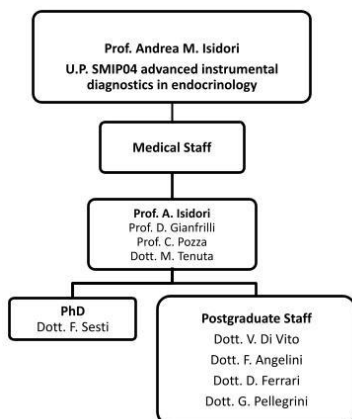 Prof. Andrea M. Isidori
U.P. SMIP04 advanced instrumental
diagnostics in endocrinology
Medical Staff
Prof. A. Isidori
Prof. D. Gianfrilli
Prof. C. Pozza
Dott. M. Tenuta
PhD
Dott. F. Sesti
Postgraduate Staff
Dott. V. Di Vito
Dott. F. Angelini
Dott. D. Ferrari
Dott. G. Pellegrini